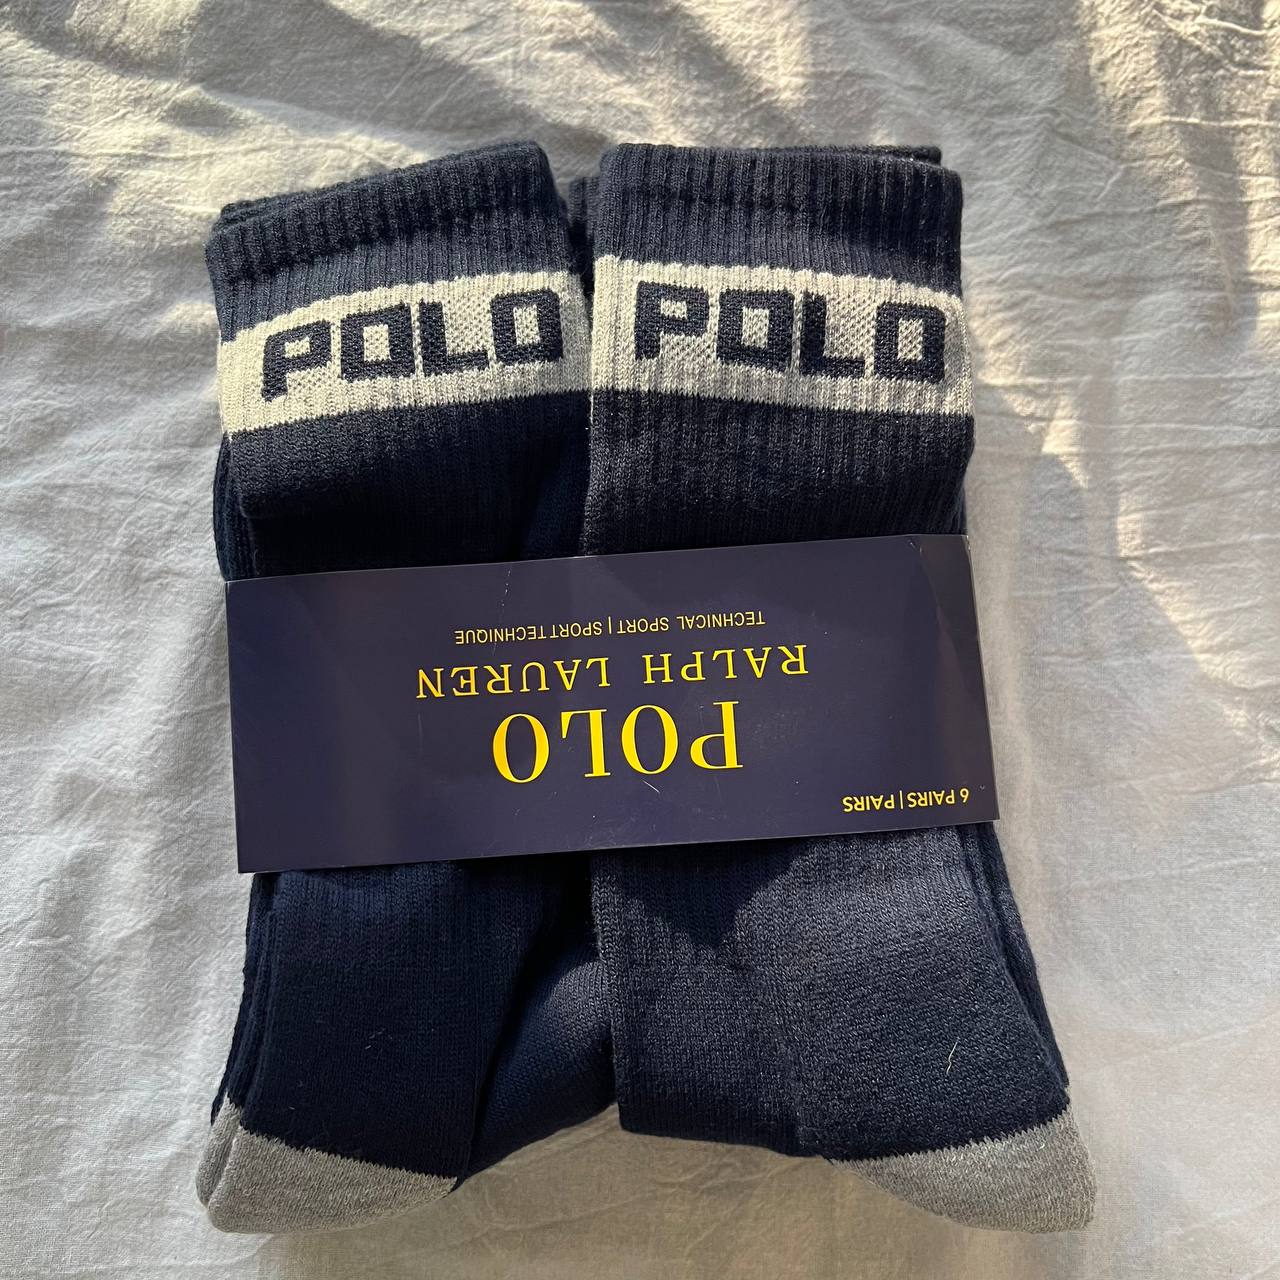 POLO POLO
6 PAIRS | PAIRS
POLO
RALPH LAUREN
TECHNICAL SPORT | SPORT TECHNIQUE